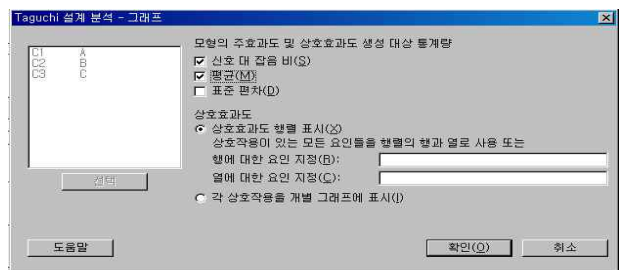 Taguchi 설계 분석 - 그래프
C1 A
C2 B
C3 C
선택
모형의 주효과도 및 상호효과도 생성 대상 통계량
신호 대 잡음 비(S)
평균(M)
표준 편차(D)
상호효과도
상호효과도 행렬 표시(X)
상호작용이 있는 모든 요인들을 행렬의 행과 열로 사용 또는
행에 대한 요인 지정(R):
열에 대한 요인 지정(C):
각 상호작용을 개별 그래프에 표시(I)
도움말
확인(O)
취소